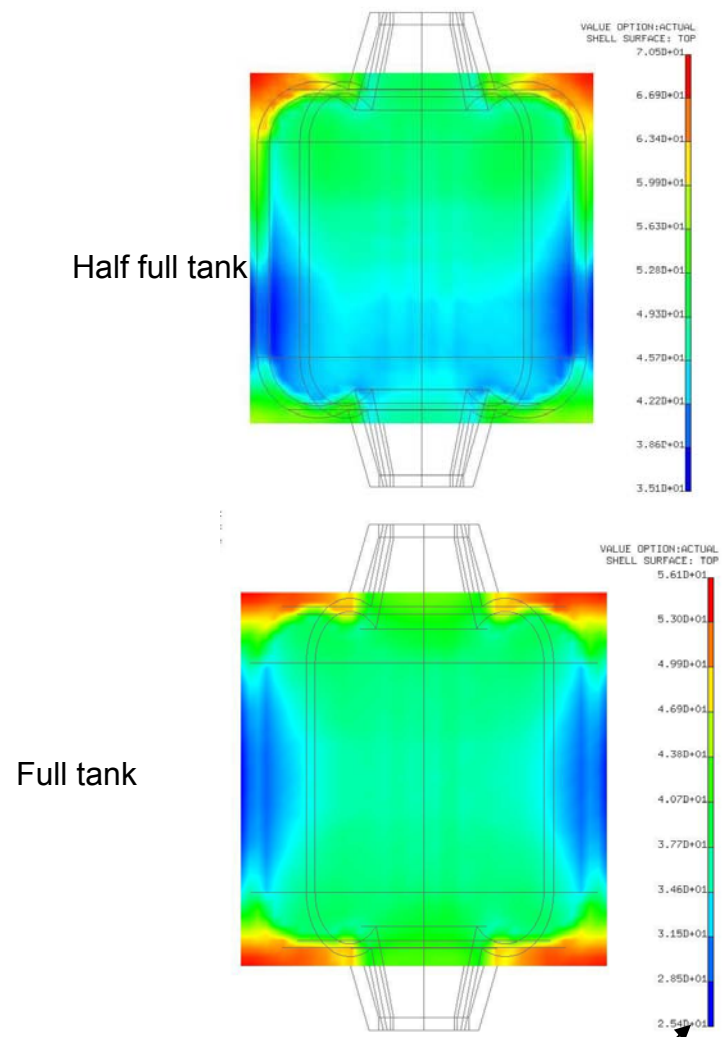 VALUE OPTION:ACTUAL
SHELL SURFACE: TOP
7.05D+01
6.69D+01
6.34D+01
5.99D+01
5.63D+01
5.28D+01
4.93D+01
4.57D+01
4.22D+01
3.86D+01
3.51D+01
Half full tank
VALUE OPTION:ACTUAL
SHELL SURFACE: TOP
5.61D+01
5.30D+01
4.99D+01
4.69D+01
4.38D+01
4.07D+01
3.77D+01
3.46D+01
3.15D+01
2.85D+01
2.54D+01
Full tank